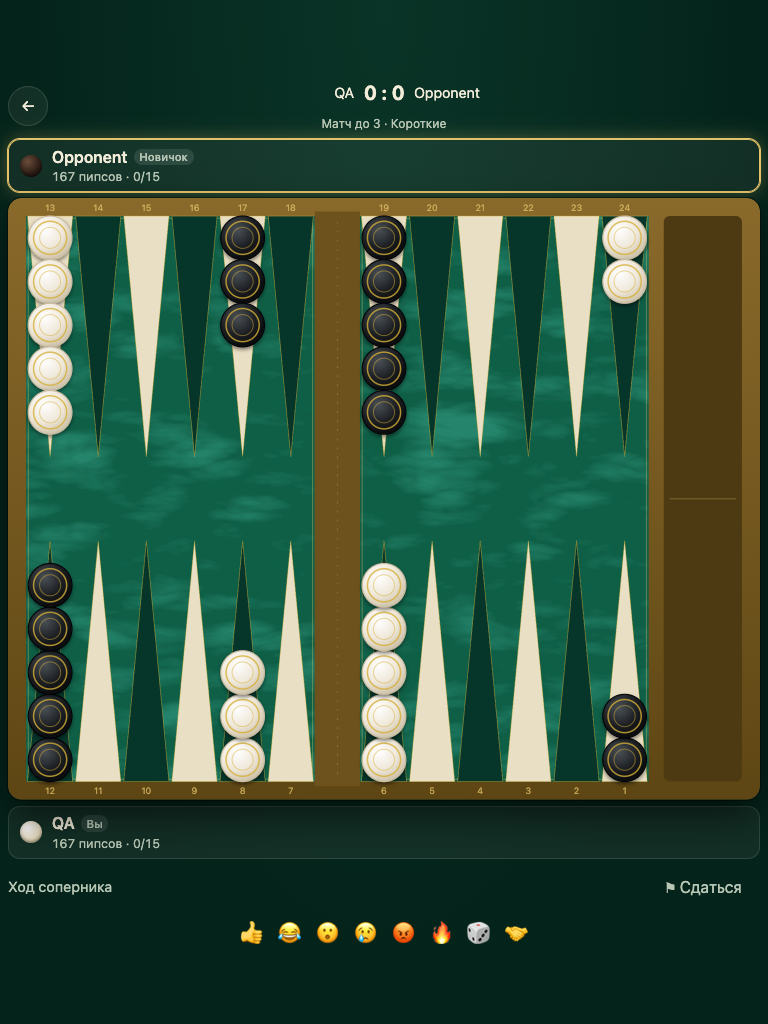 QA 0 : 0 Opponent
Матч до 3 · Короткие
Opponent Новичок
167 пипсов · 0/15
13 14 15 16 17 18 19 20 21 22 23 24
12 11 10 9 8 7 6 5 4 3 2 1
QA Вы
167 пипсов · 0/15
Ход соперника
Сдаться